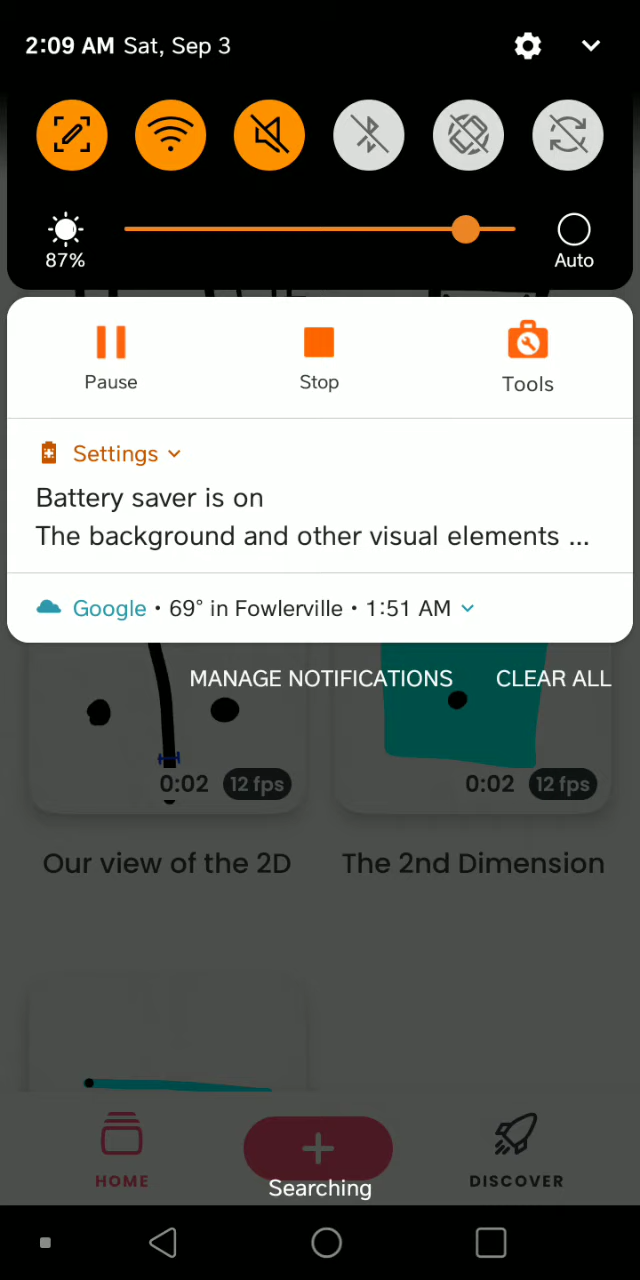 2:09 AM Sat, Sep 3
87%
Auto
Pause
Stop
Tools
Settings
Battery saver is on
The background and other visual elements ...
Google • 69° in Fowlerville • 1:51 AM
MANAGE NOTIFICATIONS
CLEAR ALL
0:02 12 fps
0:02 12 fps
Our view of the 2D
The 2nd Dimension
HOME
DISCOVER
Searching